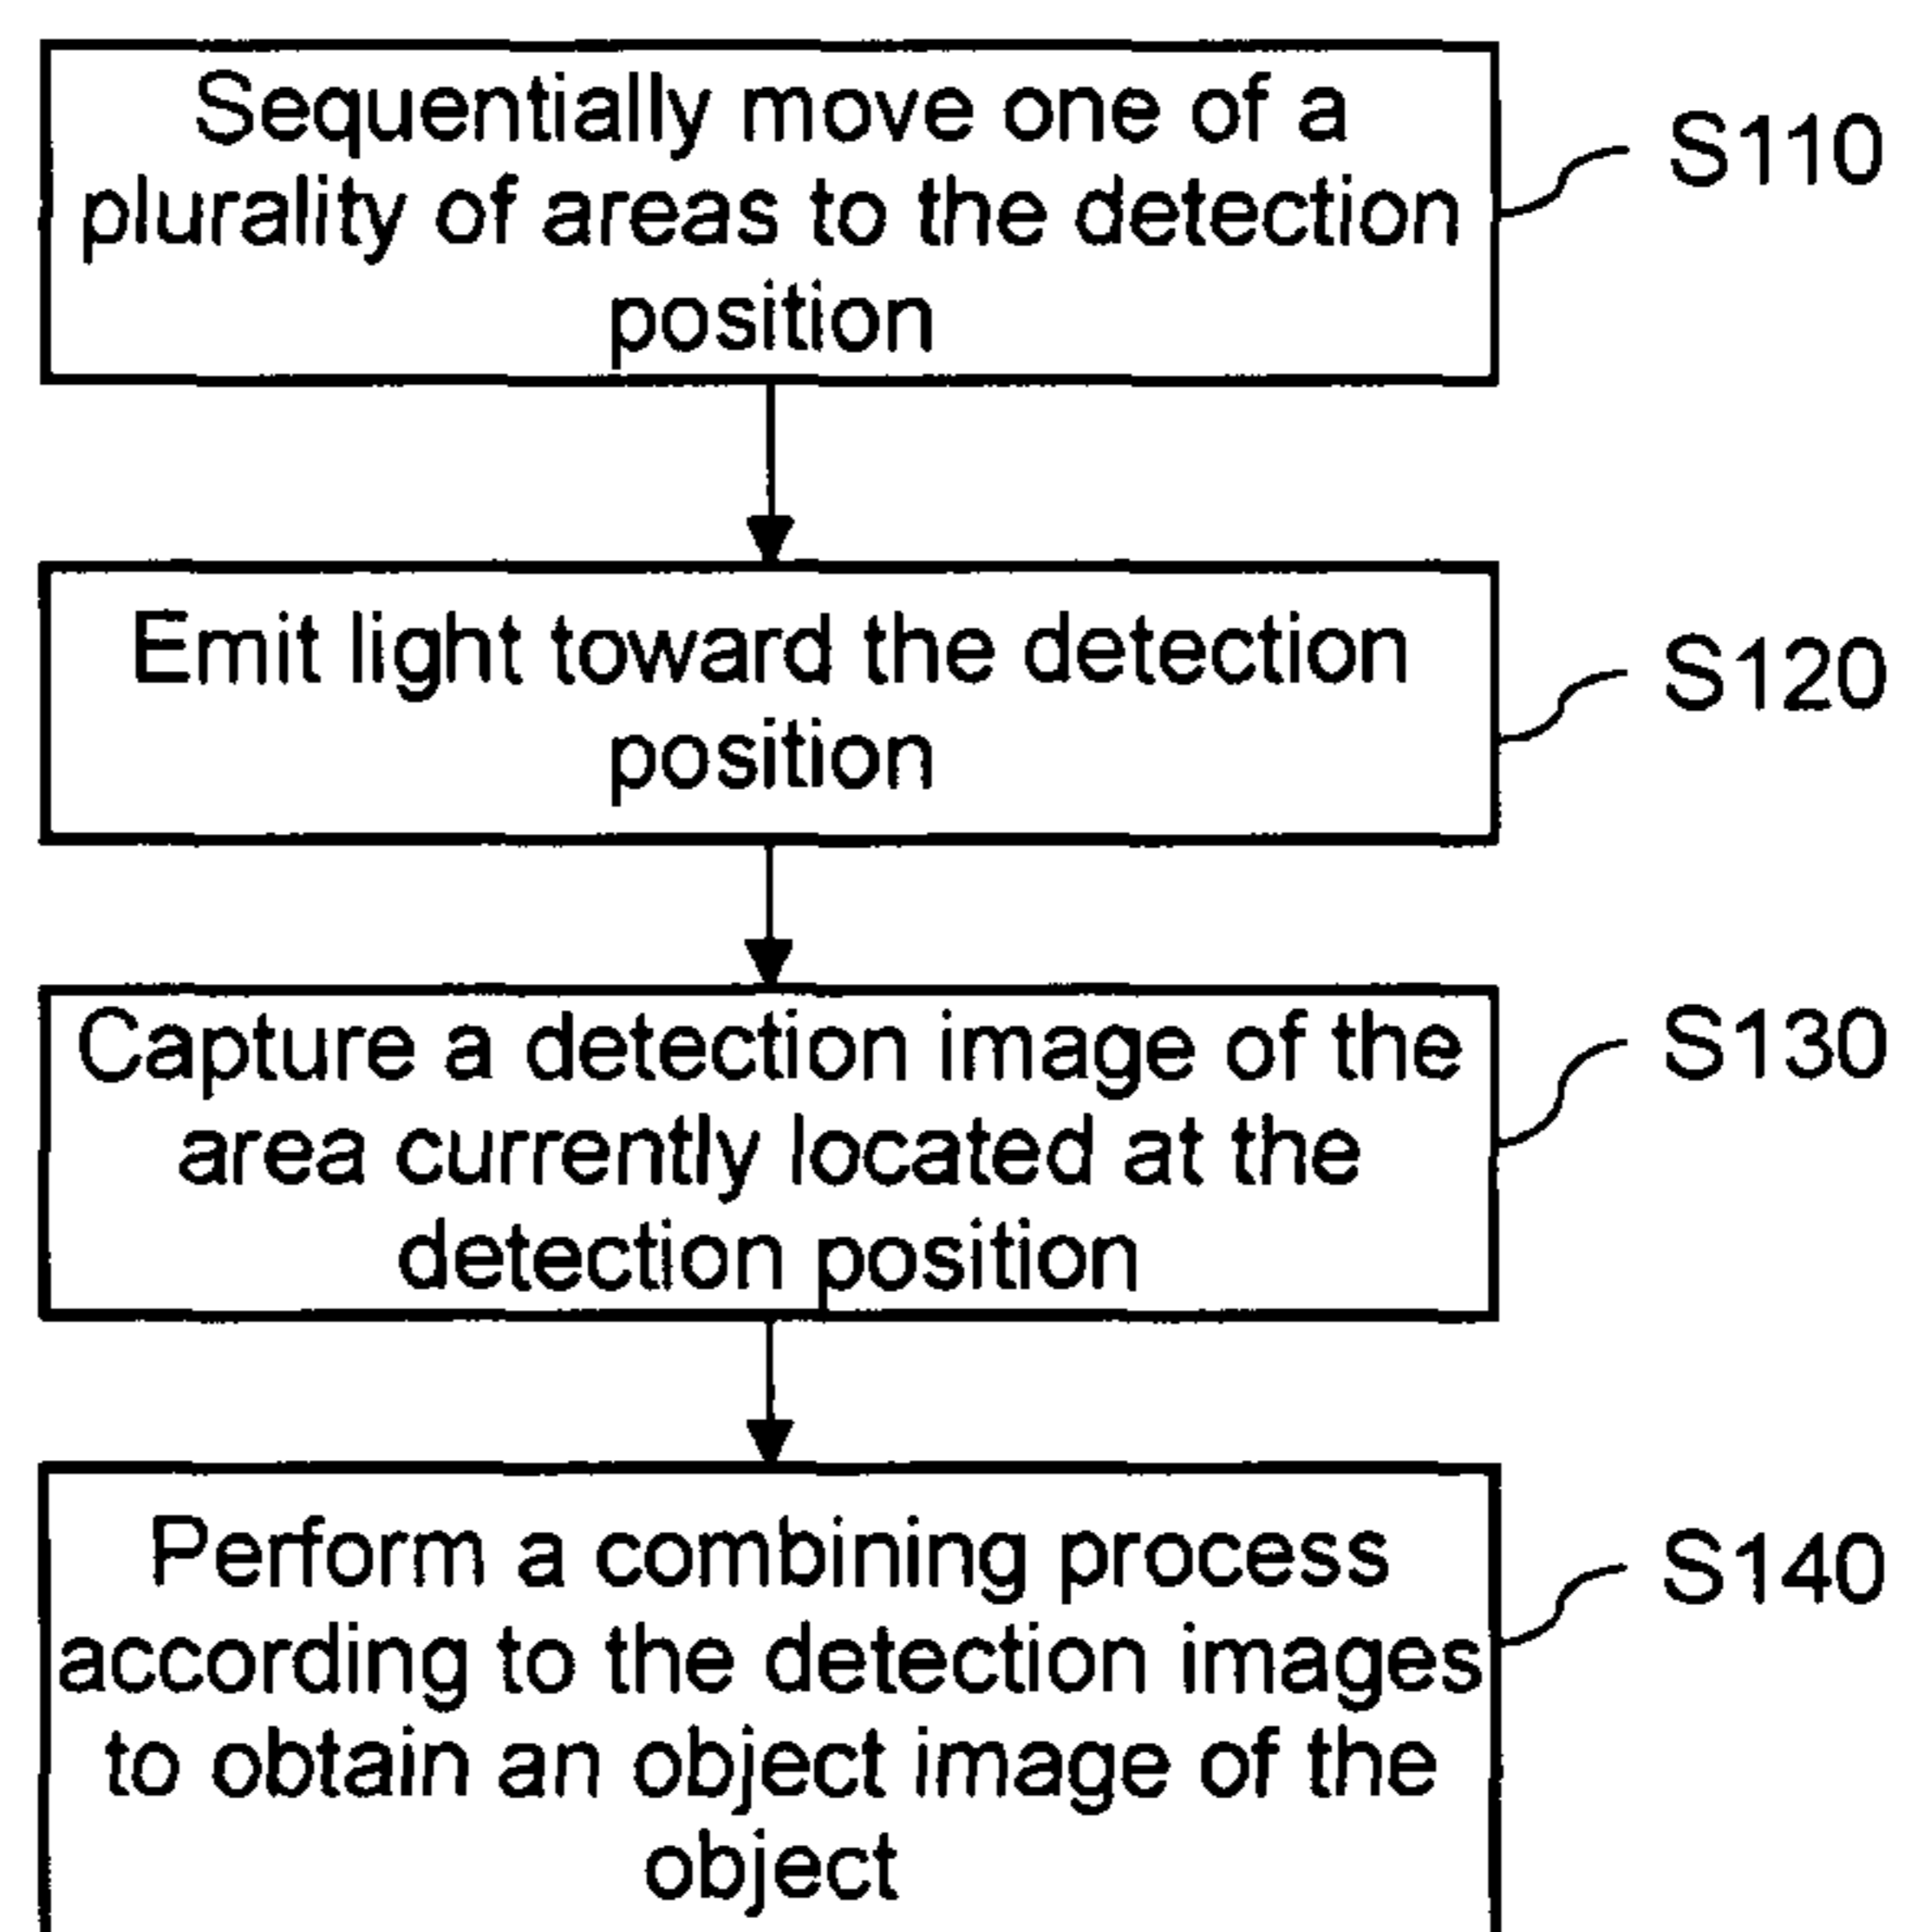 Sequentially move one of a
plurality of areas to the detection
position
S110
Emit light toward the detection
position
S120
Capture a detection image of the
area currently located at the
detection position
S130
Perform a combining process
according to the detection images
to obtain an object image of the
object
S140